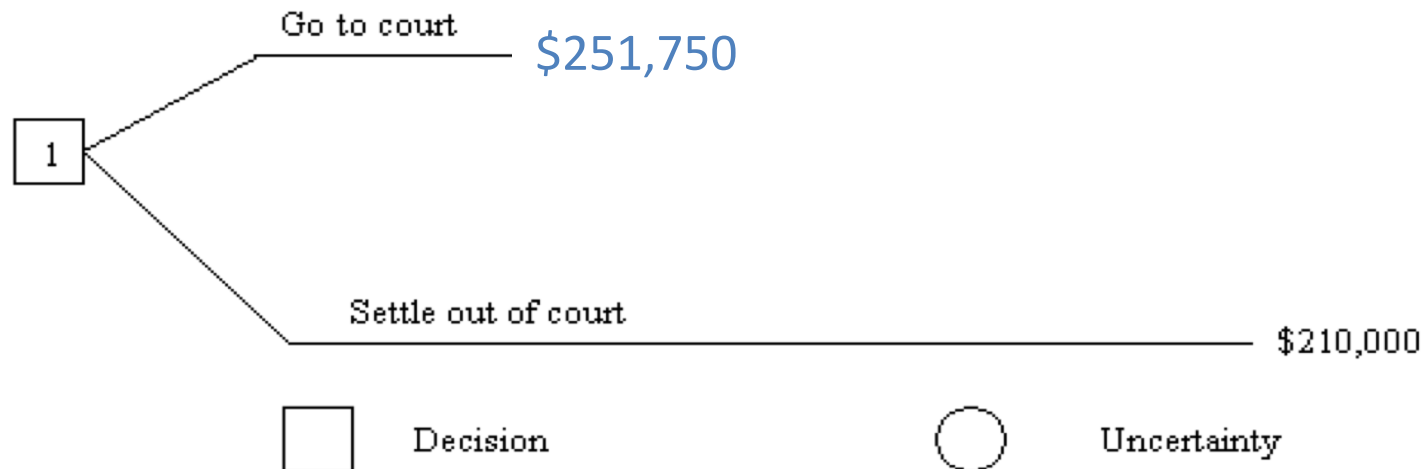 Go to court
$251,750
1
Settle out of court
$210,000
Decision
Uncertainty